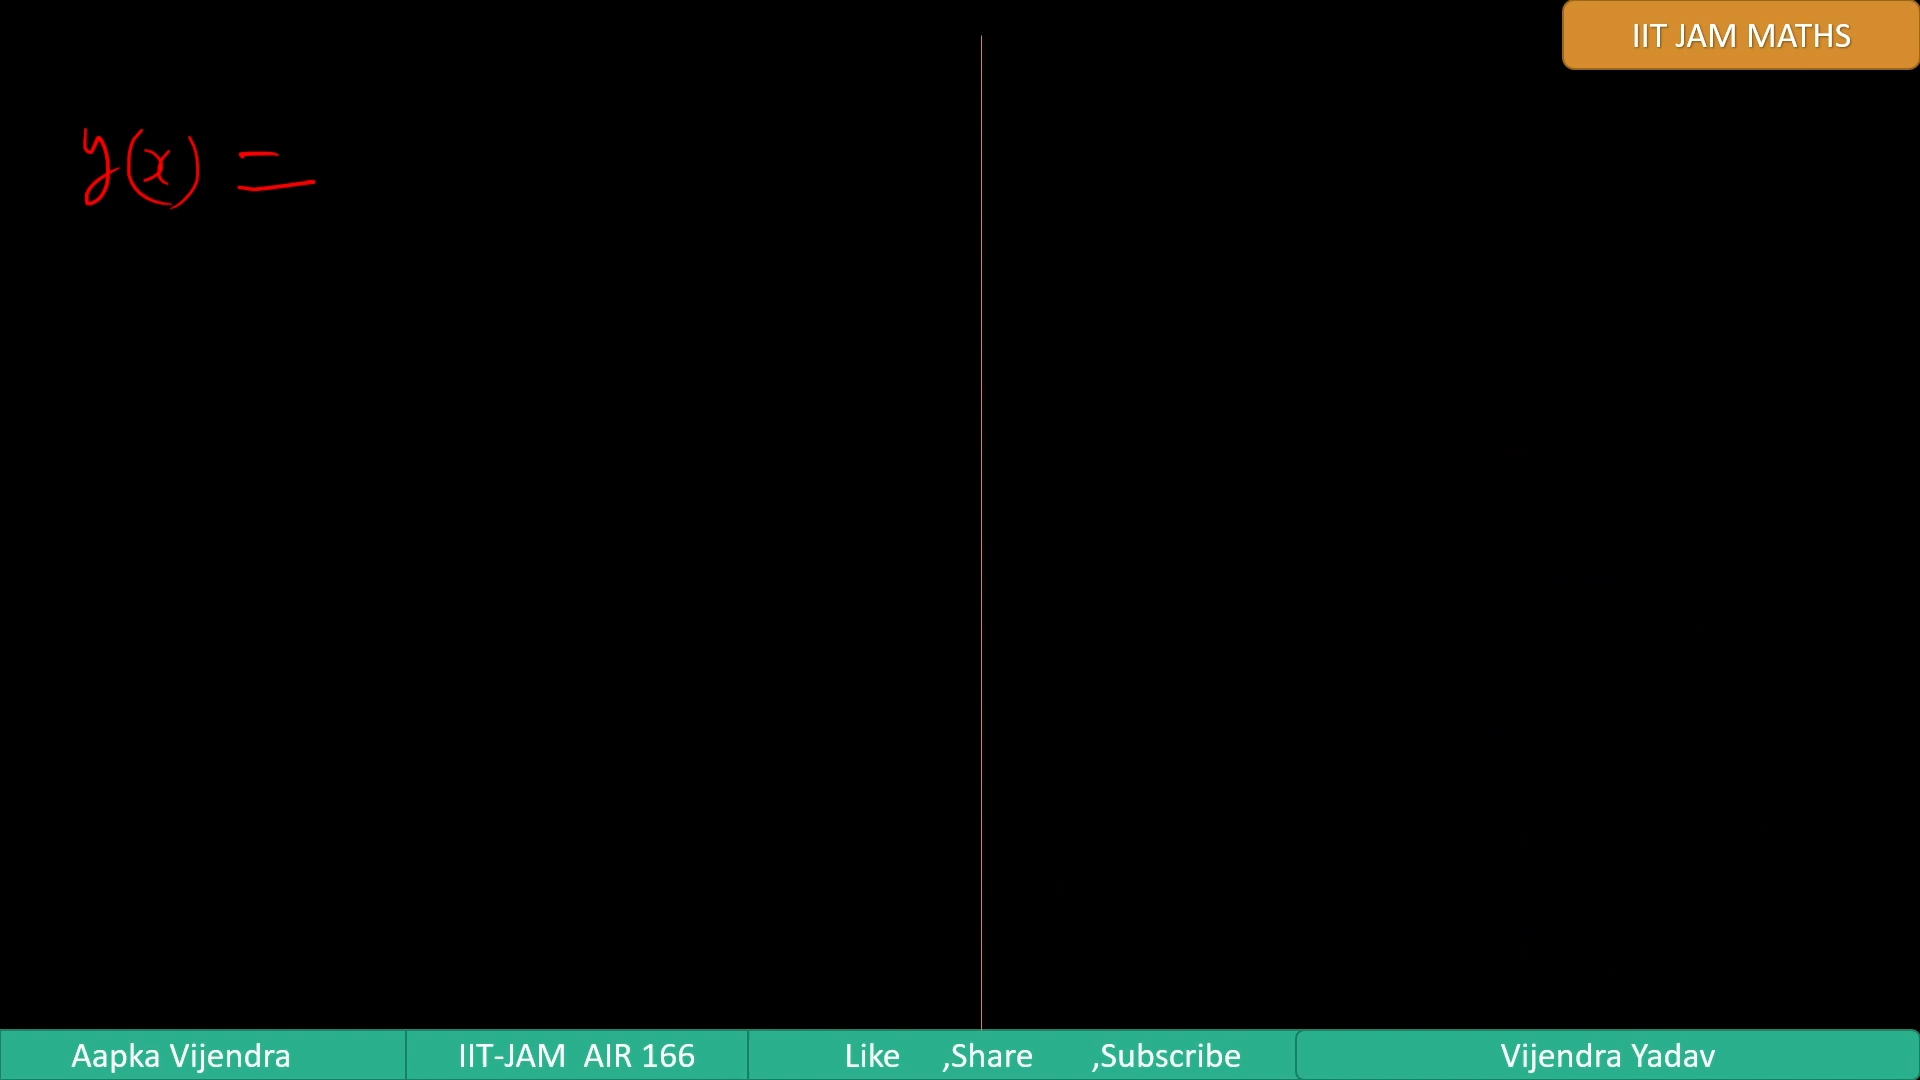 IIT JAM MATHS
y(x) =
Aapka Vijendra
IIT-JAM AIR 166
Like ,Share ,Subscribe
Vijendra Yadav